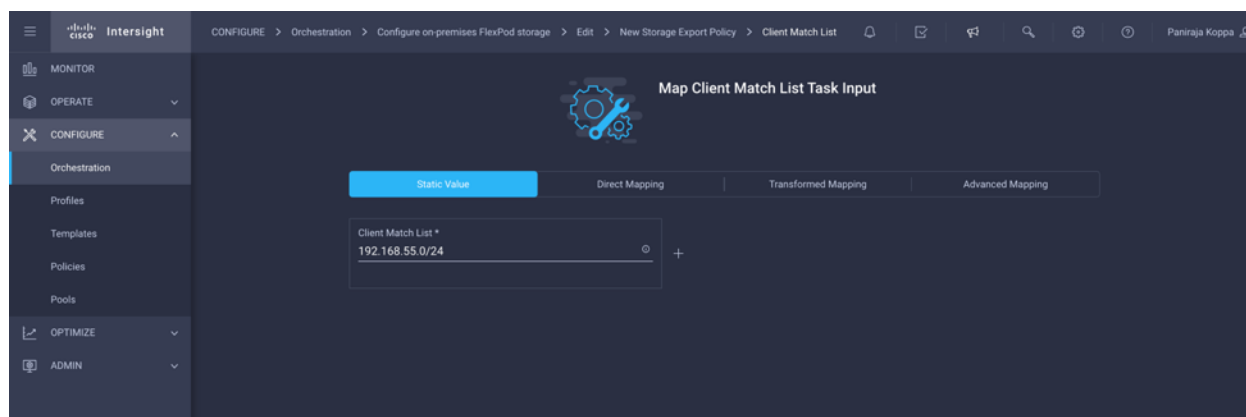 CISCO Intersight
CONFIGURE > Orchestration > Configure on-premises FlexPod storage > Edit > New Storage Export Policy > Client Match List
Paniraja Koppa
MONITOR
OPERATE
CONFIGURE
Orchestration
Profiles
Templates
Policies
Pools
OPTIMIZE
ADMIN
Map Client Match List Task Input
Static Value Direct Mapping Transformed Mapping Advanced Mapping
Client Match List *
192.168.55.0/24